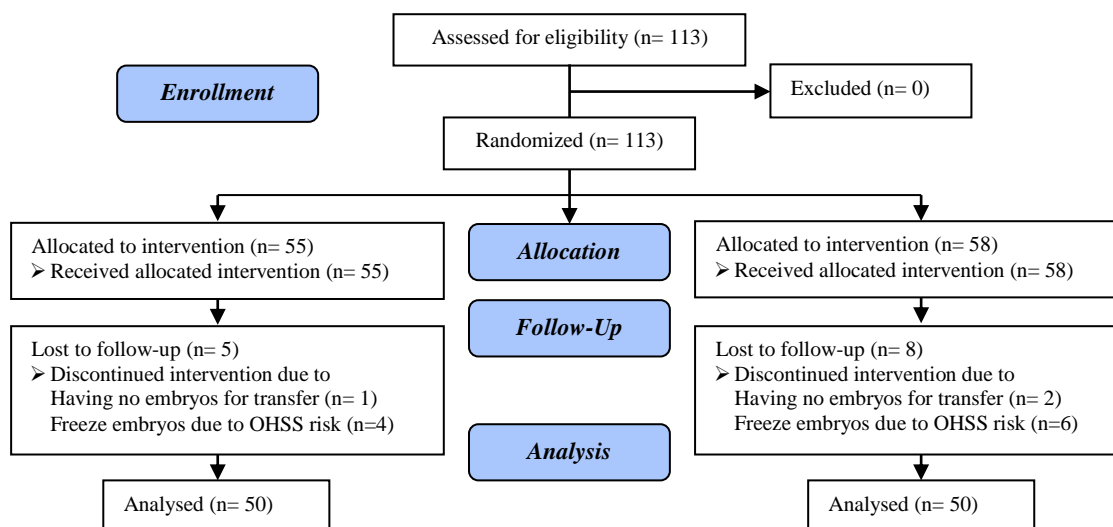 Assessed for eligibility (n= 113)
Enrollment
Excluded (n= 0)
Randomized (n= 113)
Allocated to intervention (n= 55)
➢ Received allocated intervention (n= 55)
Allocation
Allocated to intervention (n= 58)
➢ Received allocated intervention (n= 58)
Follow-Up
Lost to follow-up (n= 5)
➢ Discontinued intervention due to
Having no embryos for transfer (n= 1)
Freeze embryos due to OHSS risk (n=4)
Lost to follow-up (n= 8)
➢ Discontinued intervention due to
Having no embryos for transfer (n= 2)
Freeze embryos due to OHSS risk (n=6)
Analysis
Analysed (n= 50)
Analysed (n= 50)